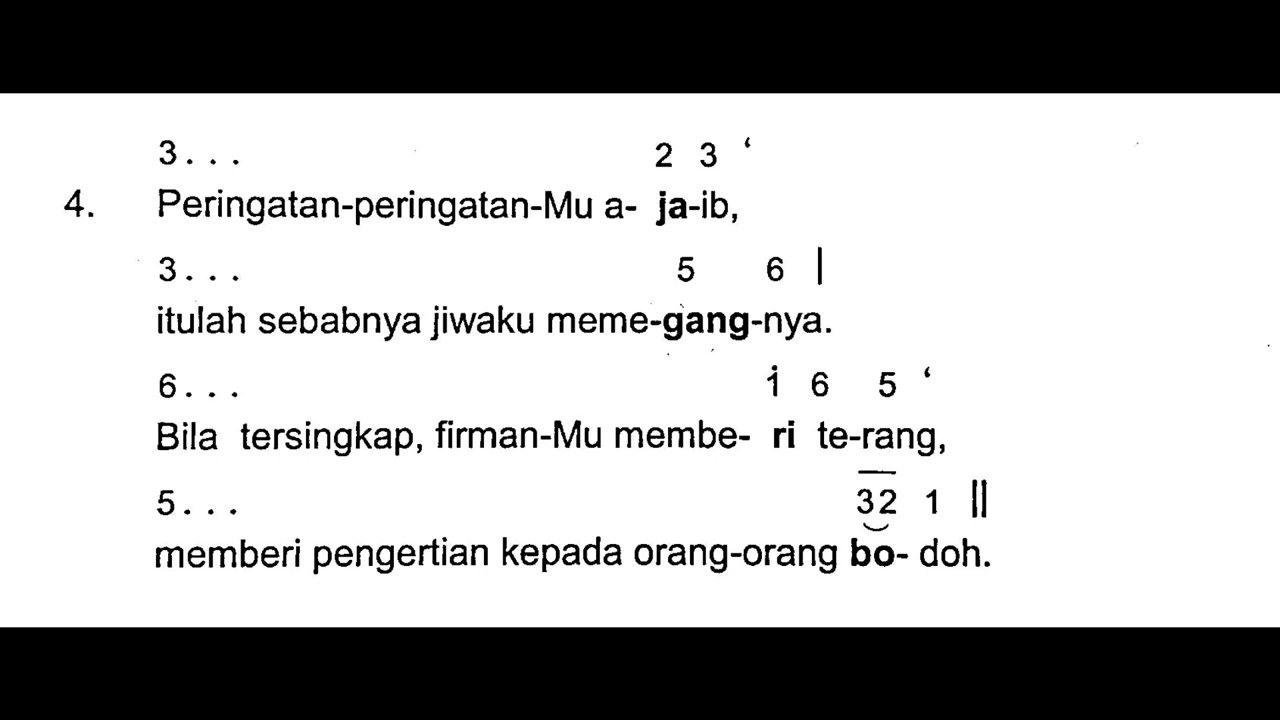 3... 2 3 ‘
4. Peringatan-peringatan-Mu a- ja-ib,
3... 5 6 |
itulah sebabnya jiwaku meme-gang-nya.
6... i̇ 6 5 ‘
Bila tersingkap, firman-Mu membe- ri te-rang,
5... 32 1 ||
memberi pengertian kepada orang-orang bo- doh.